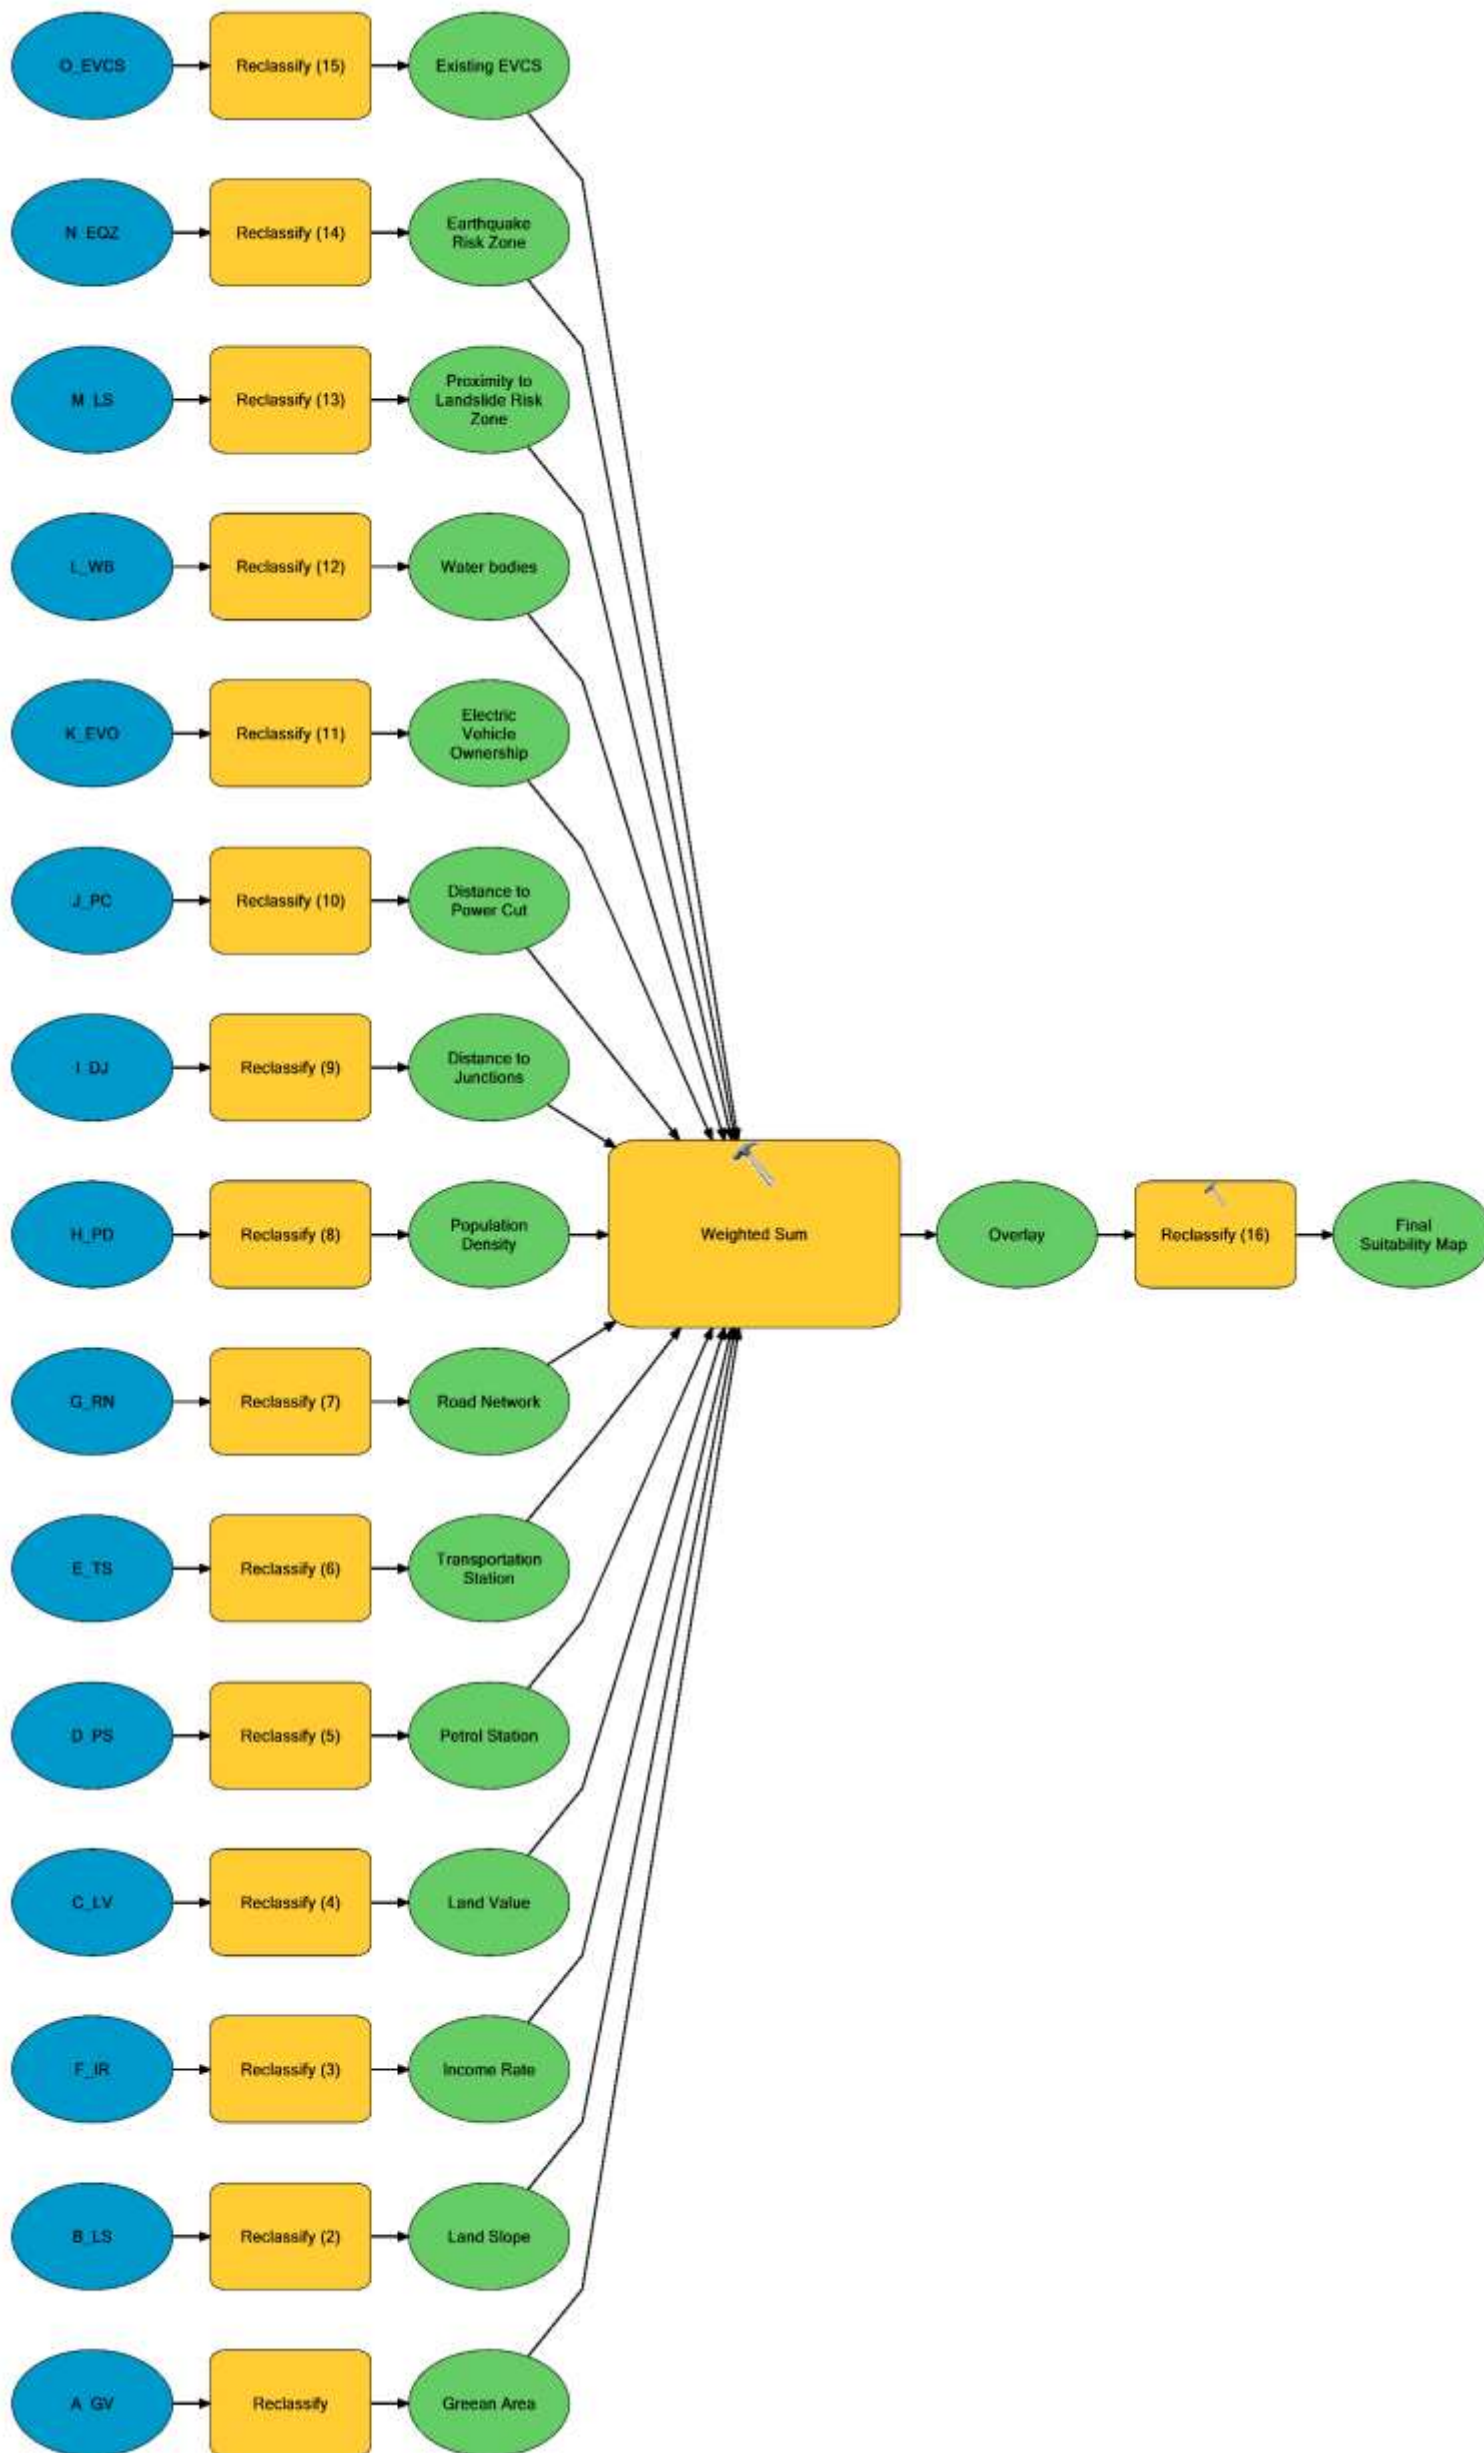 O_EVCS
Reclassify (15)
Existing EVCS
N_EQZ
Reclassify (14)
Earthquake
Risk Zone
M_LS
Reclassify (13)
Proximity to
Landslide Risk
Zone
L_WB
Reclassify (12)
Water bodies
K_EVO
Reclassify (11)
Electric
Vehicle
Ownership
J_PC
Reclassify (10)
Distance to
Power Cut
I_DJ
Reclassify (9)
Distance to
Junctions
H_PD
Reclassify (8)
Population
Density
Weighted Sum
Overlay
Reclassify (16)
Final
Suitability Map
G_RN
Reclassify (7)
Road Network
E_TS
Reclassify (6)
Transportation
Station
D_PS
Reclassify (5)
Petrol Station
C_LV
Reclassify (4)
Land Value
F_IR
Reclassify (3)
Income Rate
B_LS
Reclassify (2)
Land Slope
A_GV
Reclassify
Greean Area